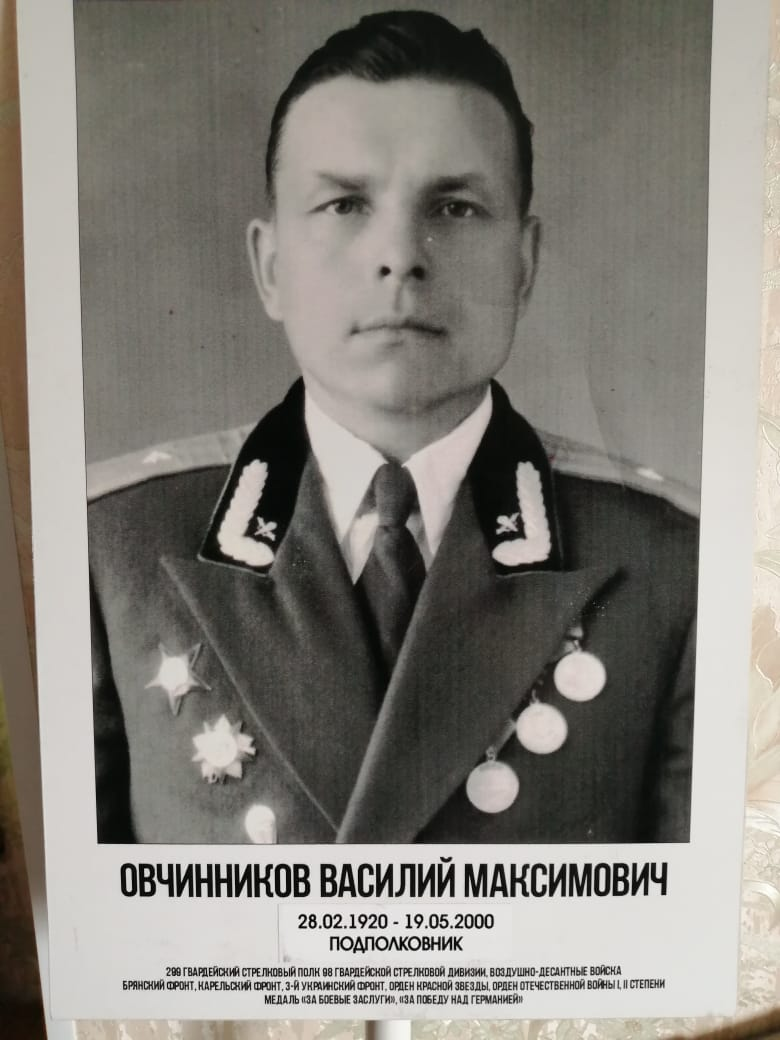 ОВЧИННИКОВ ВАСИЛИЙ МАКСИМОВИЧ
28.02.1920 - 19.05.2000
ПОДПОЛКОВНИК
299 ГВАРДЕЙСКИЙ СТРЕЛКОВЫЙ ПОЛК 98 ГВАРДЕЙСКОЙ СТРЕЛКОВОЙ ДИВИЗИИ, ВОЗДУШНО-ДЕСАНТНЫЕ ВОЙСКА
БРЯНСКИЙ ФРОНТ, КАРЕЛЬСКИЙ ФРОНТ, 3-Й УКРАИНСКИЙ ФРОНТ, ОРДЕН КРАСНОЙ ЗВЕЗДЫ, ОРДЕН ОТЕЧЕСТВЕННОЙ ВОЙНЫ I, II СТЕПЕНИ
МЕДАЛЬ «ЗА БОЕВЫЕ ЗАСЛУГИ», «ЗА ПОБЕДУ НАД ГЕРМАНИЕЙ»